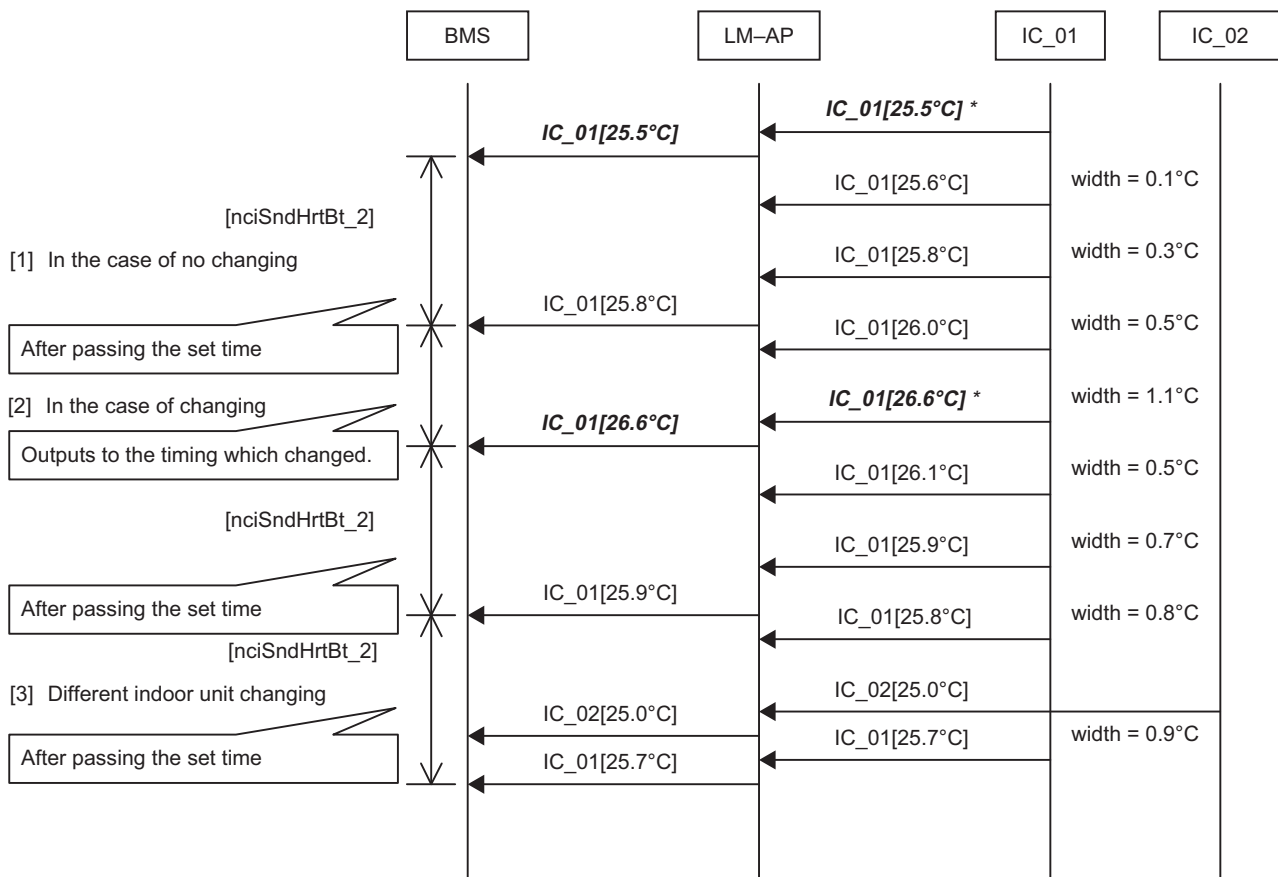 BMS LM–AP IC_01 IC_02
IC_01[25.5°C] *
IC_01[25.5°C]
IC_01[25.6°C] width = 0.1°C
[nciSndHrtBt_2]
[1] In the case of no changing
IC_01[25.8°C] width = 0.3°C
IC_01[25.8°C]
IC_01[26.0°C] width = 0.5°C
After passing the set time
[2] In the case of changing
IC_01[26.6°C] * width = 1.1°C
IC_01[26.6°C]
Outputs to the timing which changed.
IC_01[26.1°C] width = 0.5°C
[nciSndHrtBt_2]
IC_01[25.9°C] width = 0.7°C
IC_01[25.9°C]
After passing the set time
IC_01[25.8°C] width = 0.8°C
[nciSndHrtBt_2]
[3] Different indoor unit changing
IC_02[25.0°C]
IC_02[25.0°C]
IC_01[25.7°C] width = 0.9°C
After passing the set time
IC_01[25.7°C]